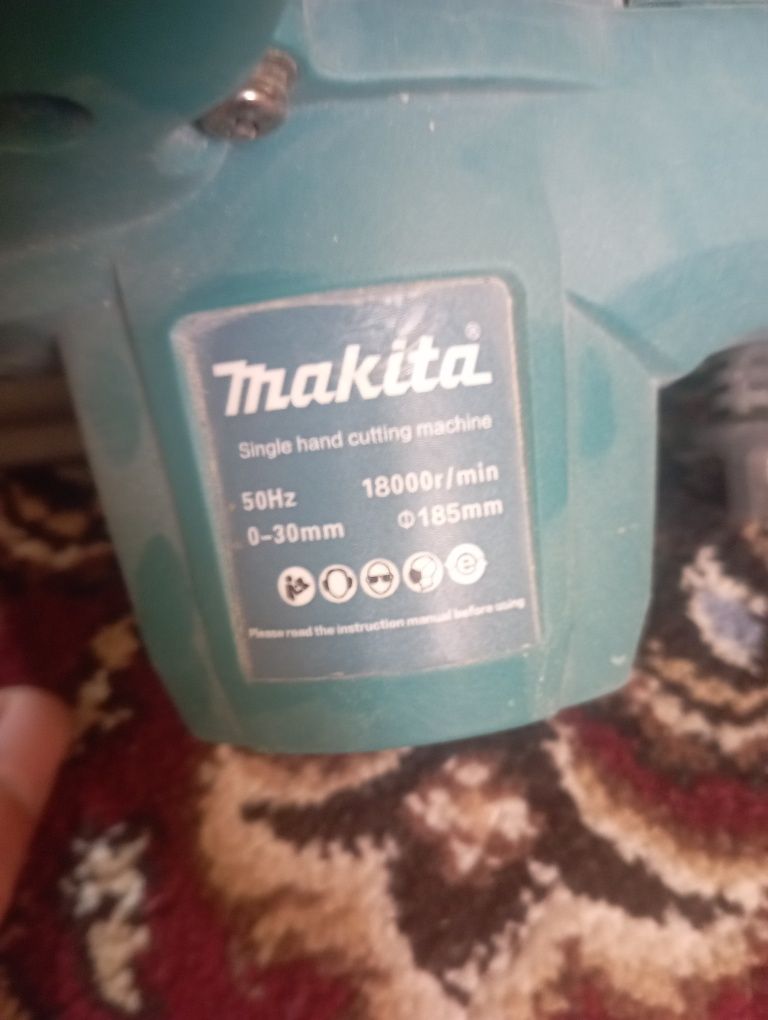 makita®
Single hand cutting machine
50Hz 18000r/min
0-30mm Φ185mm
Please read the instruction manual before using